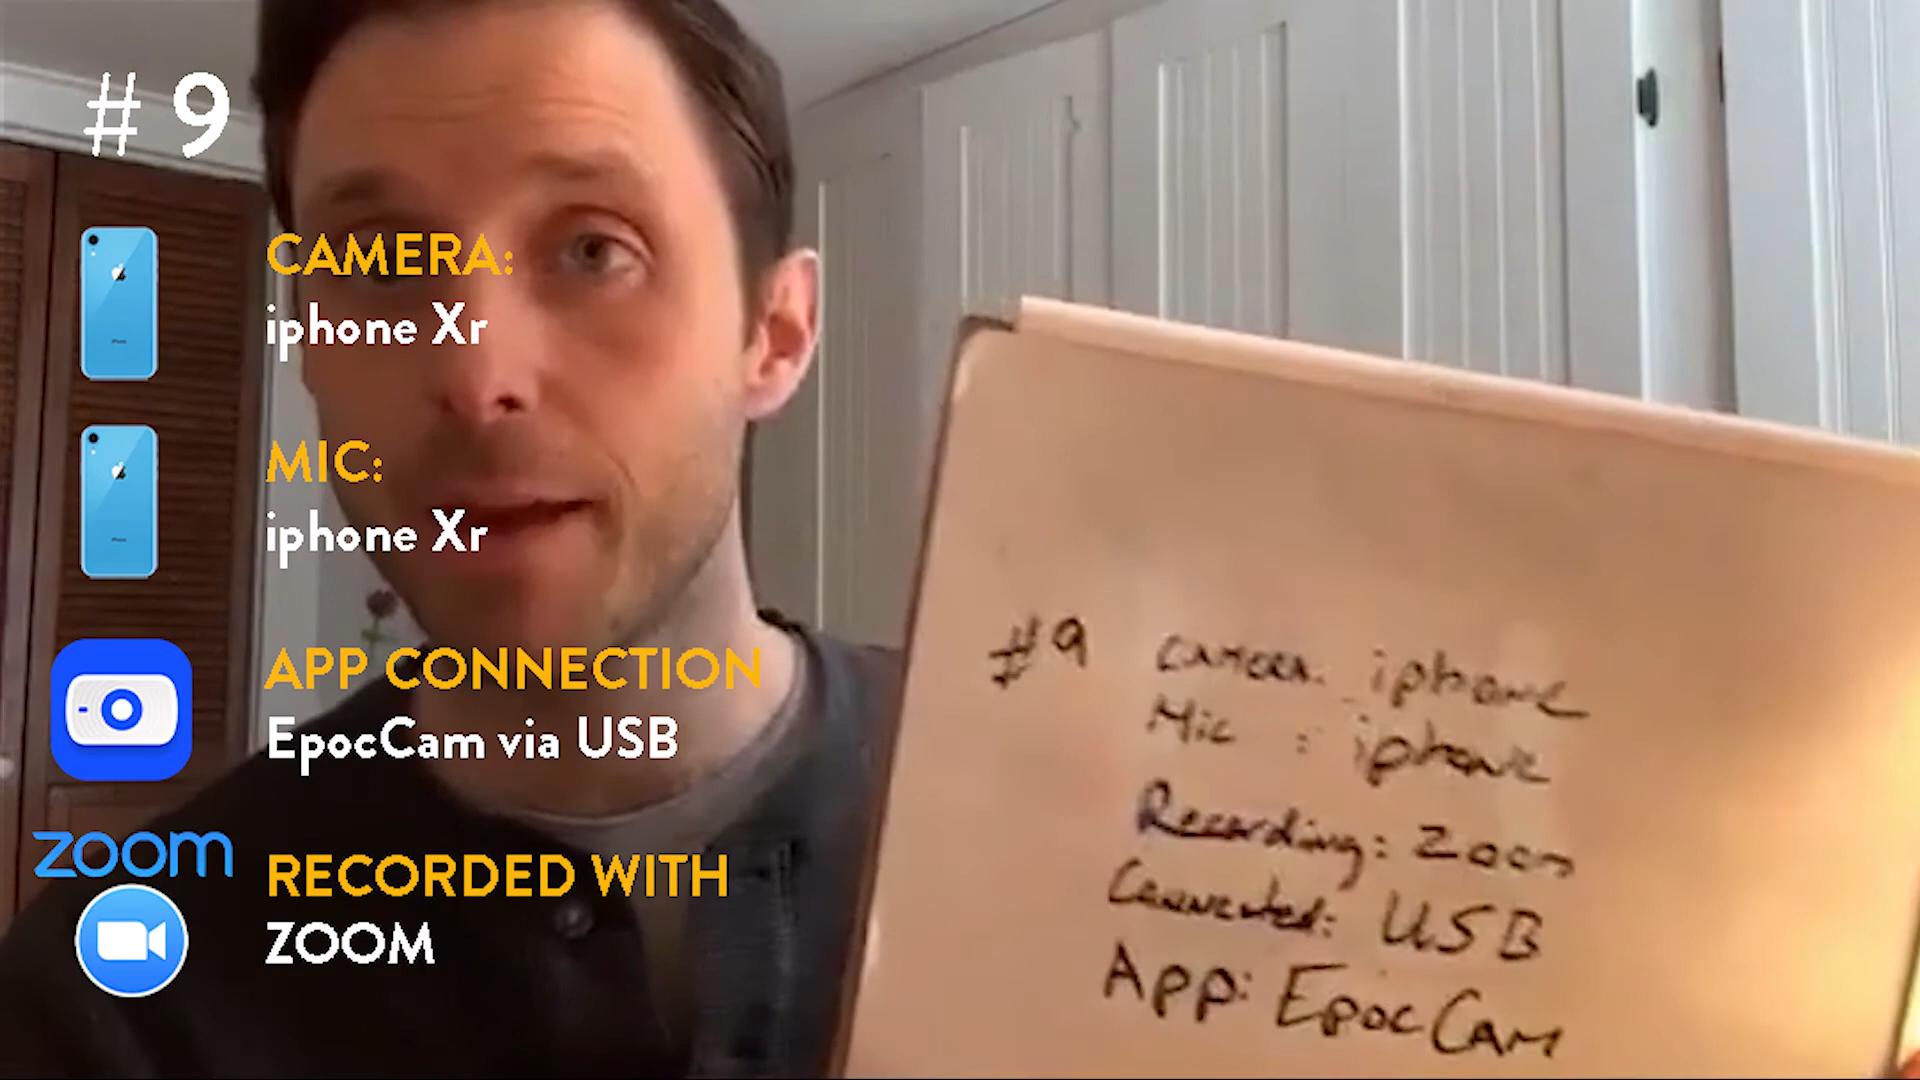 # 9
CAMERA:
iphone Xr
MIC:
iphone Xr
APP CONNECTION
EpocCam via USB
zoom
RECORDED WITH
ZOOM
#9 Camera: iphone
Mic : iphone
Recording: Zoom
Connected: USB
App: EpocCam